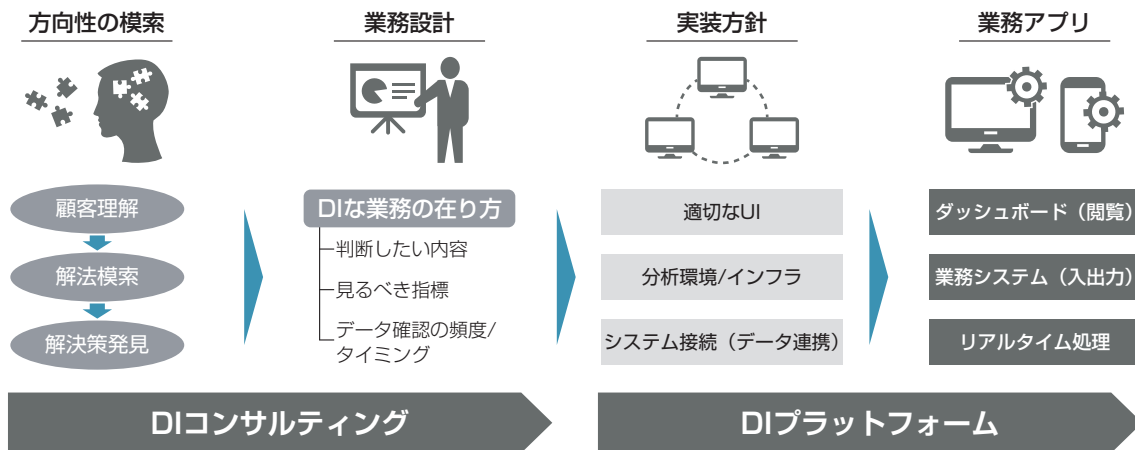 方向性の模索
業務設計
実装方針
業務アプリ
顧客理解
解法模索
解決策発見
DIな業務の在り方
判断したい内容
見るべき指標
データ確認の頻度/
タイミング
適切なUI
分析環境/インフラ
システム接続（データ連携）
ダッシュボード（閲覧）
業務システム（入出力）
リアルタイム処理
DIコンサルティング
DIプラットフォーム